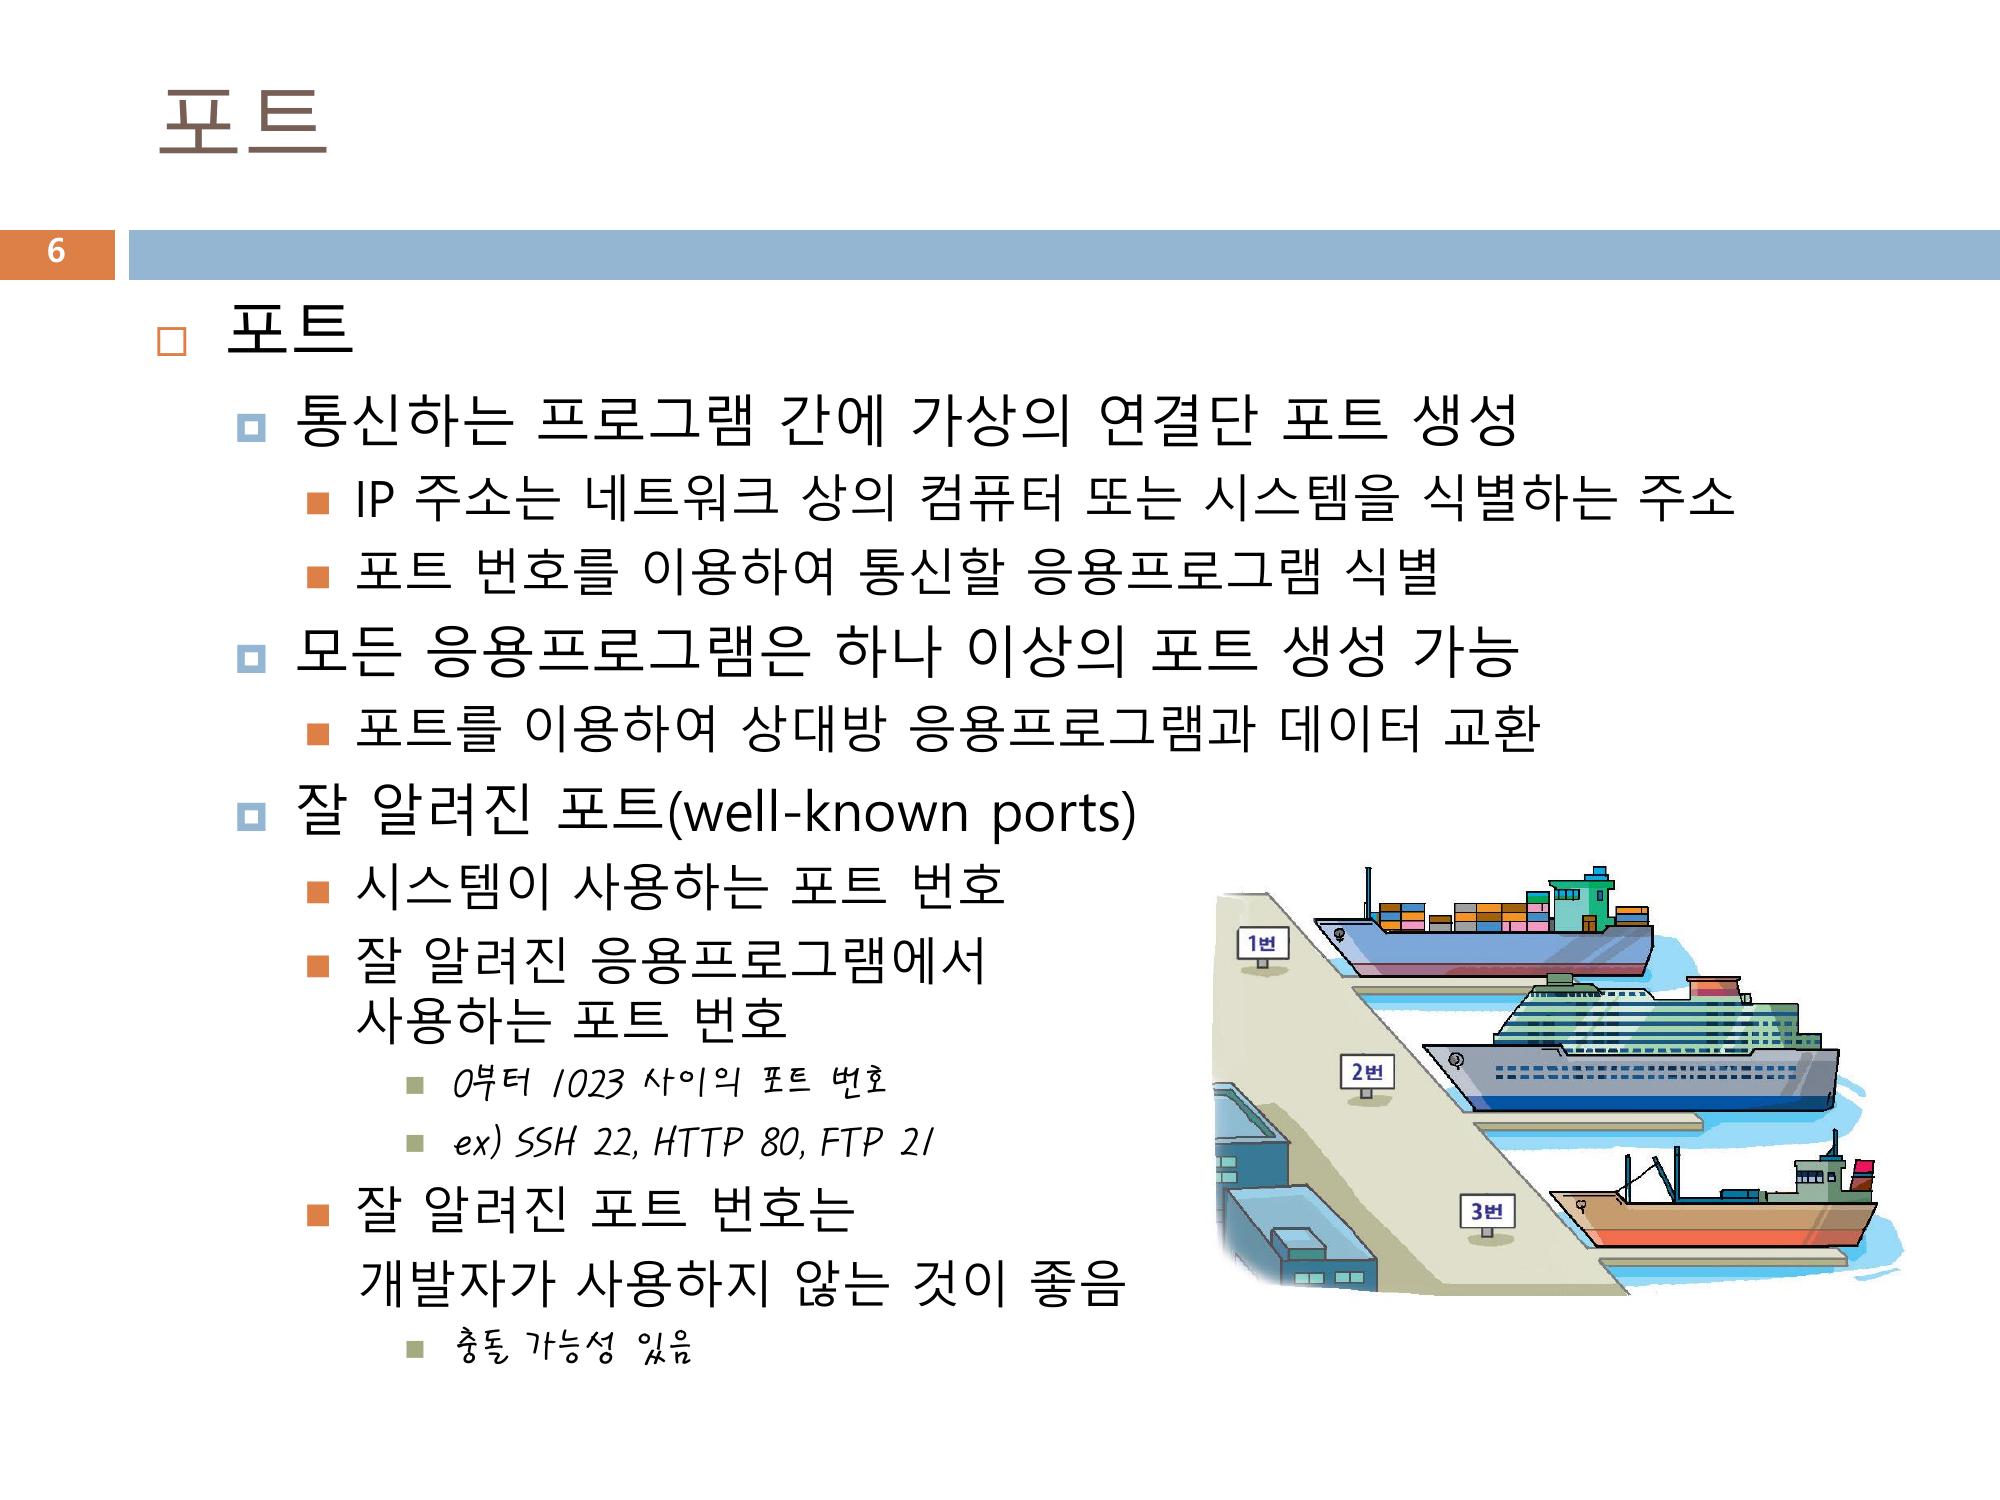 포트
6
포트
통신하는 프로그램 간에 가상의 연결단 포트 생성
IP 주소는 네트워크 상의 컴퓨터 또는 시스템을 식별하는 주소
포트 번호를 이용하여 통신할 응용프로그램 식별
모든 응용프로그램은 하나 이상의 포트 생성 가능
포트를 이용하여 상대방 응용프로그램과 데이터 교환
잘 알려진 포트(well-known ports)
시스템이 사용하는 포트 번호
잘 알려진 응용프로그램에서
사용하는 포트 번호
0부터 1023 사이의 포트 번호
ex) SSH 22, HTTP 80, FTP 21
잘 알려진 포트 번호는
개발자가 사용하지 않는 것이 좋음
충돌 가능성 있음
1번
2번
3번